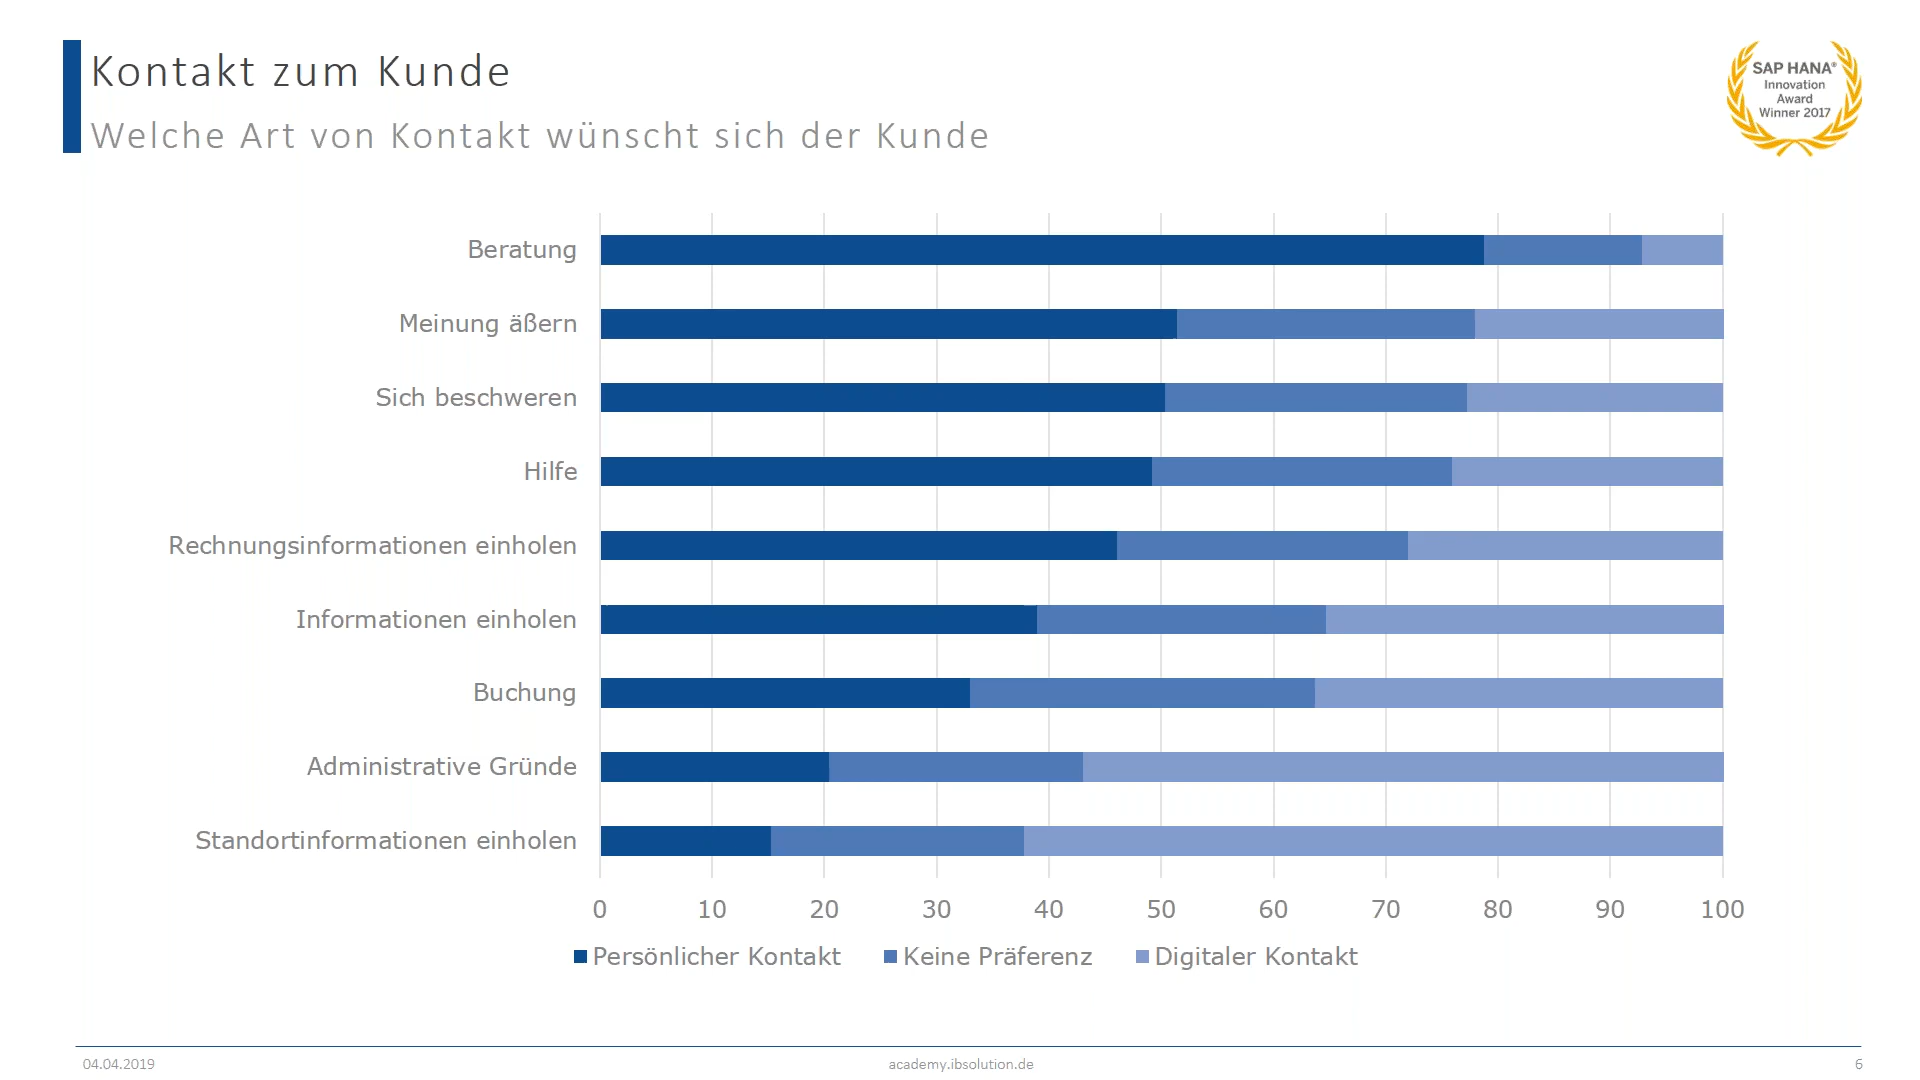 Kontakt zum Kunde
Welche Art von Kontakt wünscht sich der Kunde
SAP HANA®
Innovation
Award
Winner 2017
Beratung
Meinung äßern
Sich beschweren
Hilfe
Rechnungsinformationen einholen
Informationen einholen
Buchung
Administrative Gründe
Standortinformationen einholen
0 10 20 30 40 50 60 70 80 90 100
Persönlicher Kontakt Keine Präferenz Digitaler Kontakt
04.04.2019 academy.ibsolution.de 6